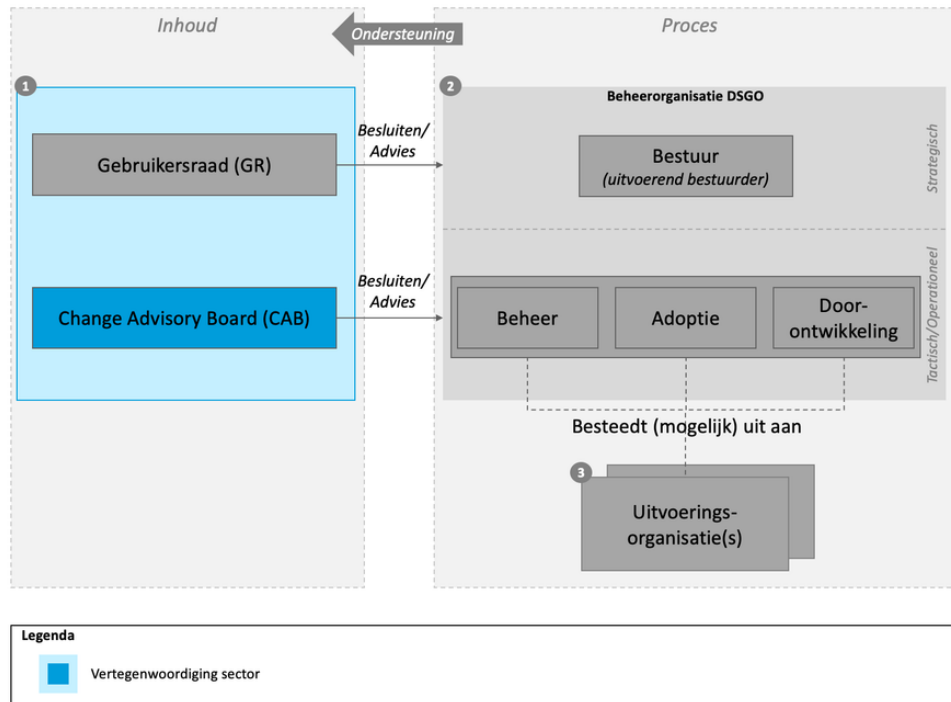 Inhoud
Ondersteuning
Proces
1
2
Beheerorganisatie DSGO
Gebruikersraad (GR)
Besluiten/
Advies
Bestuur
(uitvoerend bestuurder)
Strategisch
Change Advisory Board (CAB)
Besluiten/
Advies
Beheer
Adoptie
Door-
ontwikkeling
Tactisch/Operationeel
Besteedt (mogelijk) uit aan
3
Uitvoerings-
organisatie(s)
Legenda
Vertegenwoordiging sector